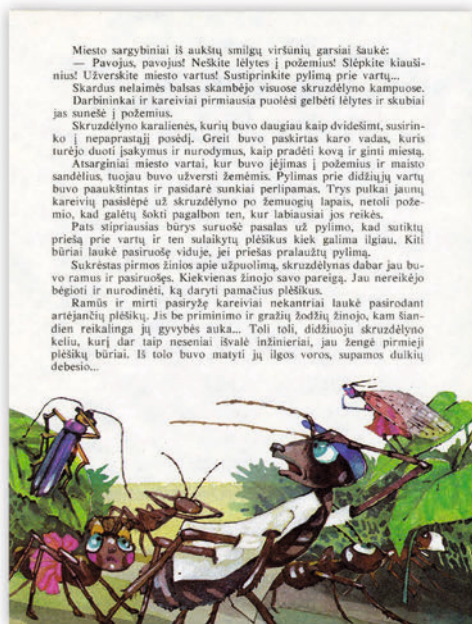 Miesto sargybiniai iš aukštų smilgų viršūnių garsiai šaukė:
— Pavojus, pavojus! Neškite lėlytes į požemius! Slėpkite kiauši-
nius! Užverskite miesto vartus! Sustiprinkite pylimą prie vartų...
Skardus nelaimės balsas skambėjo visuose skruzdėlyno kampuose.
Darbininkai ir kareiviai pirmiausia puolėsi gelbėti lėlytes ir skubiai
jas sunešė į požemius.
Skruzdėlyno karalienės, kurių buvo daugiau kaip dvidešimt, susirin-
ko į nepaprastąjį posėdį. Greit buvo paskirtas karo vadas, kuris
turėjo duoti įsakymus ir nurodymus, kaip pradėti kovą ir ginti miestą.
Atsarginiai miesto vartai, kur buvo įėjimas į požemius ir maisto
sandėlius, tuojau buvo užversti žemėmis. Pylimas prie didžiųjų vartų
buvo paaukštintas ir pasidarė sunkiai perlipamas. Trys pulkai jaunų
kareivių pasislėpė už skruzdėlyno po žemuogių lapais, netoli pože-
mio, kad galėtų šokti pagalbon ten, kur labiausiai jos reikės.
Pats stipriausias būrys suruošė pasalas už pylimo, kad sutiktų
priešą prie vartų ir ten sulaikytų plėšikus kiek galima ilgiau. Kiti
būriai laukė pasiruošę viduje, jei priešas pralaužtų pylimą.
Sukrėstas pirmos žinios apie užpuolimą, skruzdėlynas dabar jau bu-
vo ramus ir pasiruošęs. Kiekvienas žinojo savo pareigą. Jau nereikėjo
bėgioti ir nurodinėti, ką daryti pamačius plėšikus.
Ramūs ir mirti pasiryžę kareiviai nekantriai laukė pasirodant
artėjančių plėšikų. Jis be priminimo ir gražių žodžių žinojo, kam šian-
dien reikalinga jų gyvybės auka... Toli toli, didžiuoju skruzdėlyno
keliu, kurį dar taip neseniai išvalė inžinieriai, jau žengė pirmieji
plėšikų būriai. Iš tolo buvo matyti jų ilgos voros, supamos dulkių
debesio...